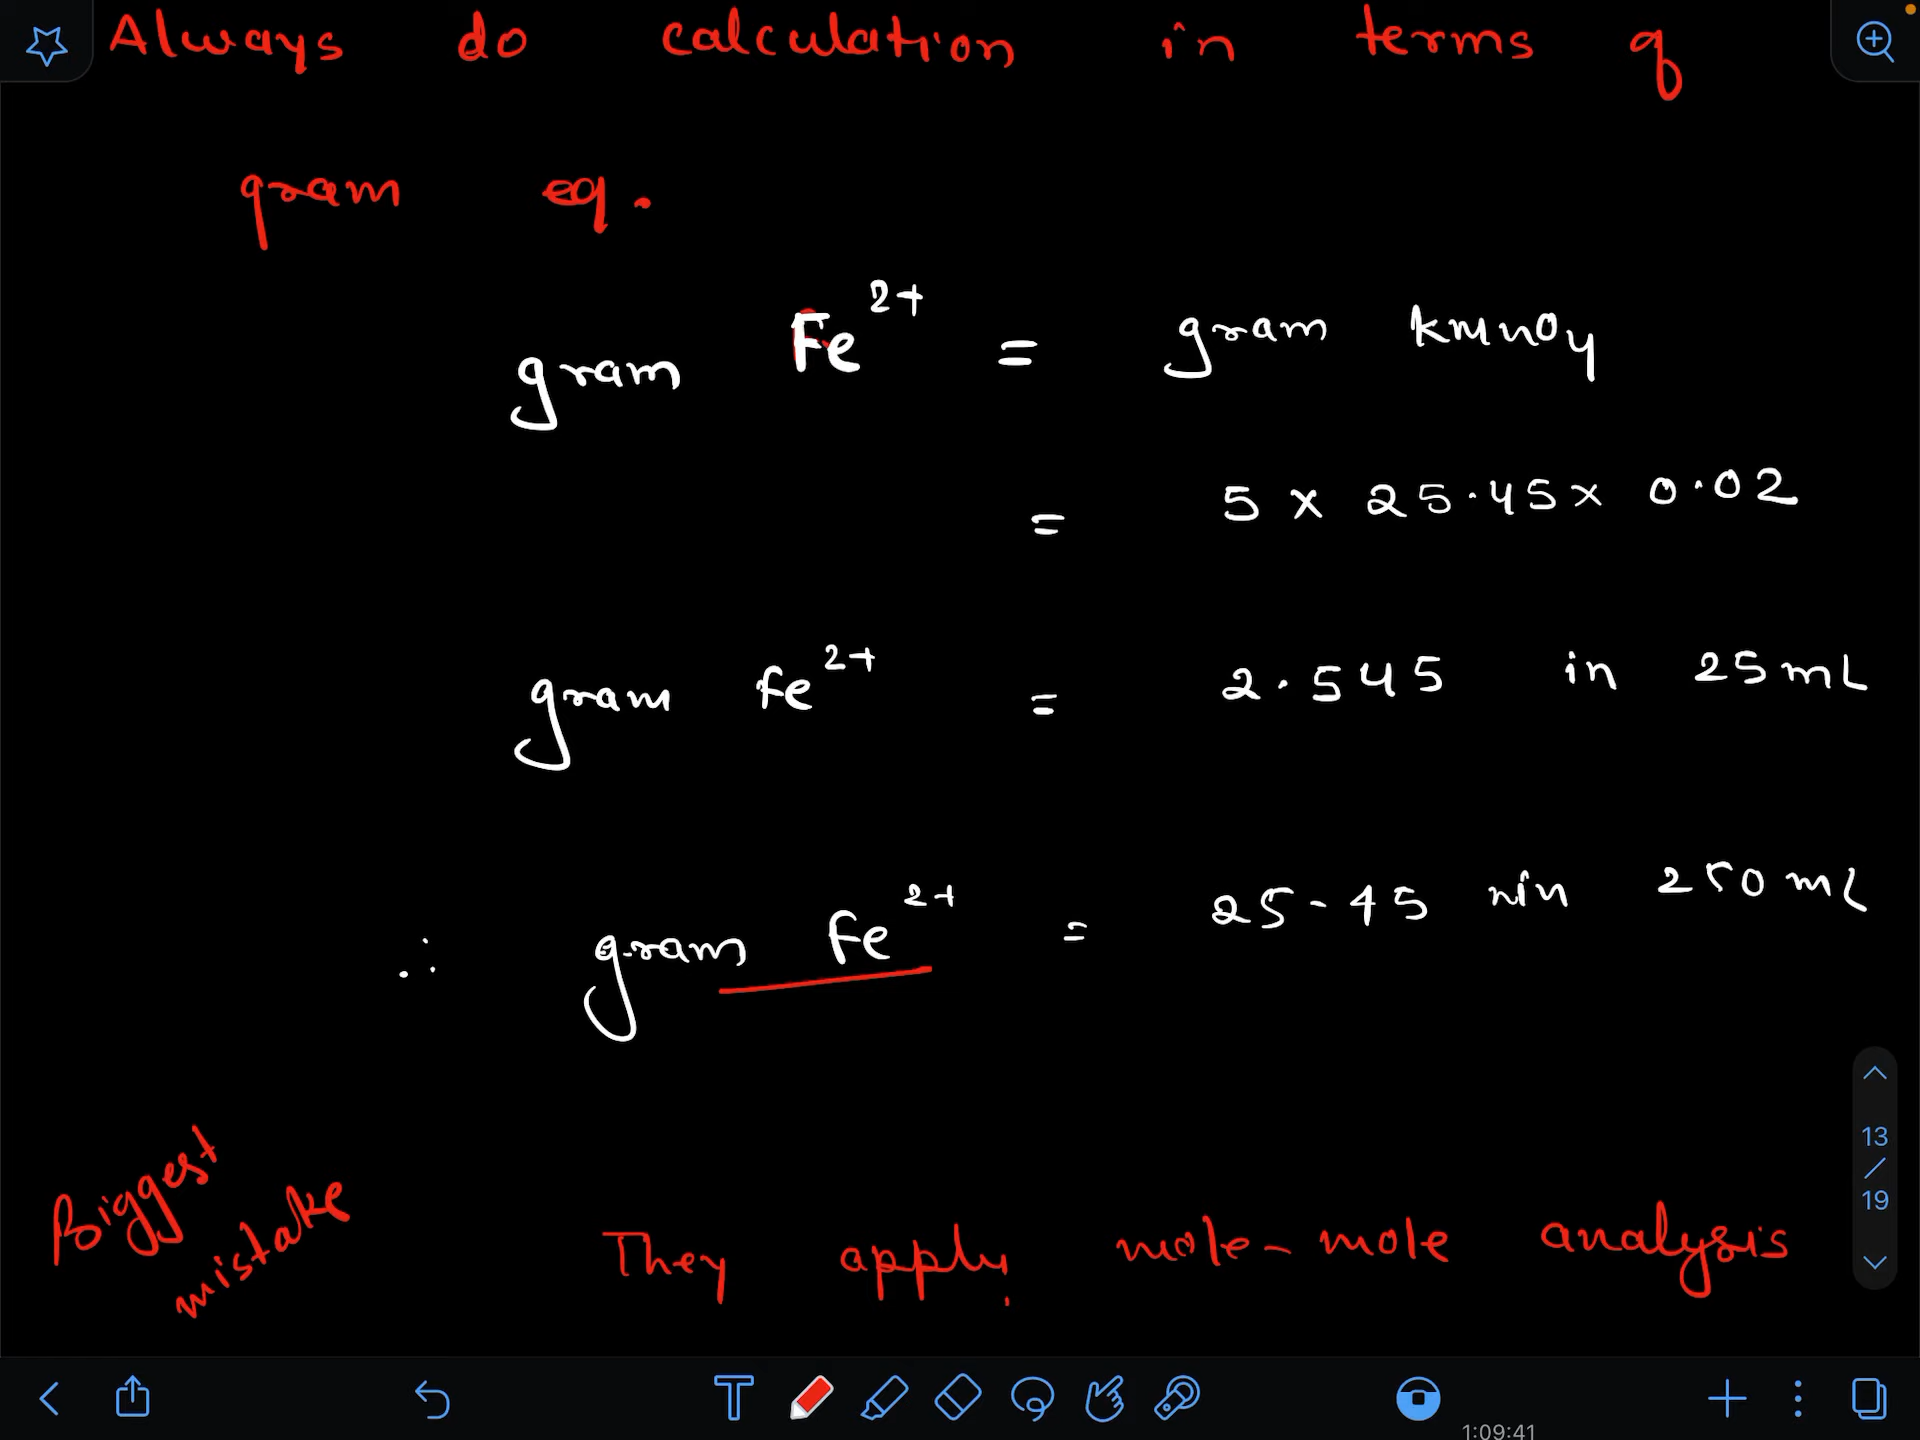 Always do calculation in terms of
gram eq.
gram Fe²⁺ = gram KMnO₄
= 5 × 25.45 × 0.02
gram Fe²⁺ = 2.545 in 25 mL
∴ gram Fe²⁺ = 25.45 in 250 mL
Biggest
mistake
They apply mole-mole analysis
13
/
19
T
1:09:41